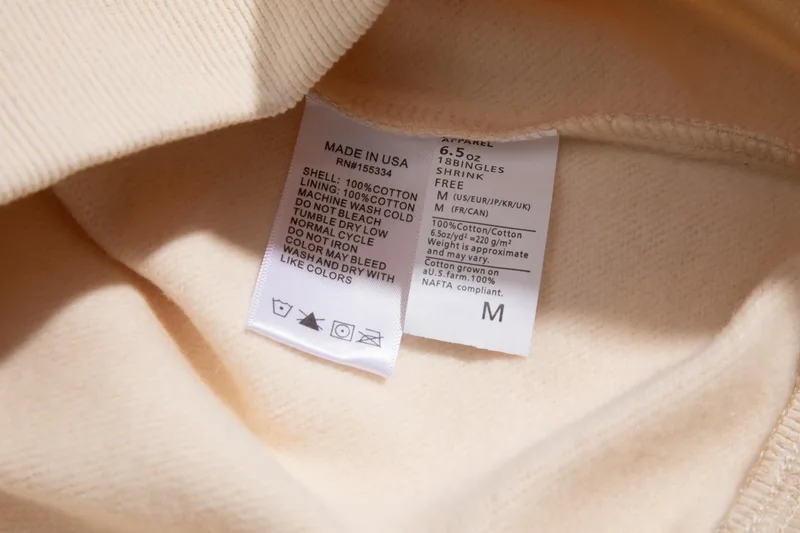 MADE IN USA
RN#155334
SHELL: 100%COTTON
LINING: 100%COTTON
MACHINE WASH COLD
DO NOT BLEACH
TUMBLE DRY LOW
NORMAL CYCLE
DO NOT IRON
COLOR MAY BLEED
WASH AND DRY WITH
LIKE COLORS
APPAREL
6.5oz
18BINGLES
SHRINK
FREE
M (US/EUR/JP/KR/UK)
M (FR/CAN)
100%Cotton/Cotton
6.5oz/yd²=220 g/m²
Weight is approximate
and may vary.
Cotton grown on
aU.S.farm.100%
NAFTA compliant.
M